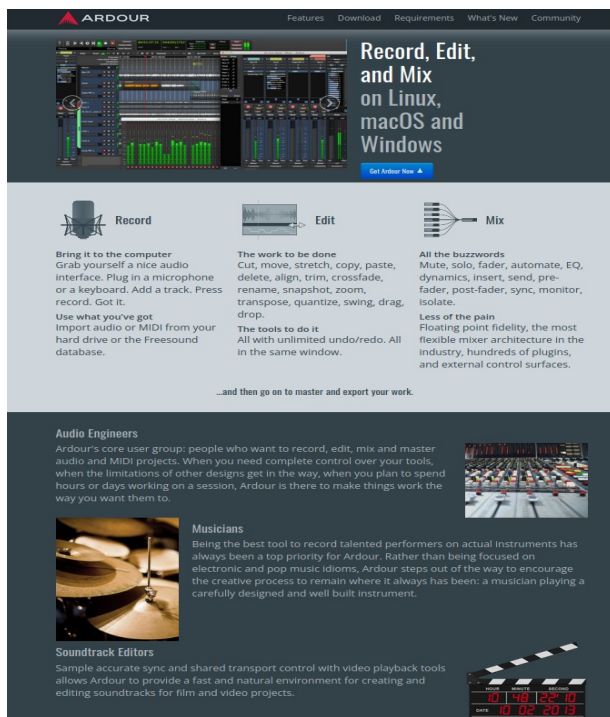 ARDOUR
Features Download Requirements What's New Community
Record, Edit,
and Mix
on Linux,
macOS and
Windows
Get Ardour Now
Record
Edit
Mix
Bring it to the computer
Grab yourself a nice audio
interface. Plug in a microphone
or a keyboard. Add a track. Press
record. Got it.
Use what you've got
Import audio or MIDI from your
hard drive or the Freesound
database.
The work to be done
Cut, move, stretch, copy, paste,
delete, align, trim, crossfade,
rename, snapshot, zoom,
transpose, quantize, swing, drag,
drop.
The tools to do it
All with unlimited undo/redo. All
in the same window.
All the buzzwords
Mute, solo, fader, automate, EQ,
dynamics, insert, send, pre-
fader, post-fader, sync, monitor,
isolate.
Less of the pain
Floating point fidelity, the most
flexible mixer architecture in the
industry, hundreds of plugins,
and external control surfaces.
...and then go on to master and export your work.
Audio Engineers
Ardour's core user group: people who want to record, edit, mix and master
audio and MIDI projects. When you need complete control over your tools,
when the limitations of other designs get in the way, when you plan to spend
hours or days working on a session, Ardour is there to make things work the
way you want them to.
Musicians
Being the best tool to record talented performers on actual instruments has
always been a top priority for Ardour. Rather than being focused on
electronic and pop music idioms, Ardour steps out of the way to encourage
the creative process to remain where it always has been: a musician playing a
carefully designed and well built instrument.
Soundtrack Editors
Sample accurate sync and shared transport control with video playback tools
allows Ardour to provide a fast and natural environment for creating and
editing soundtracks for film and video projects.
HOUR MINUTE SECOND
10 48 22'10
DATE 10 02 2013